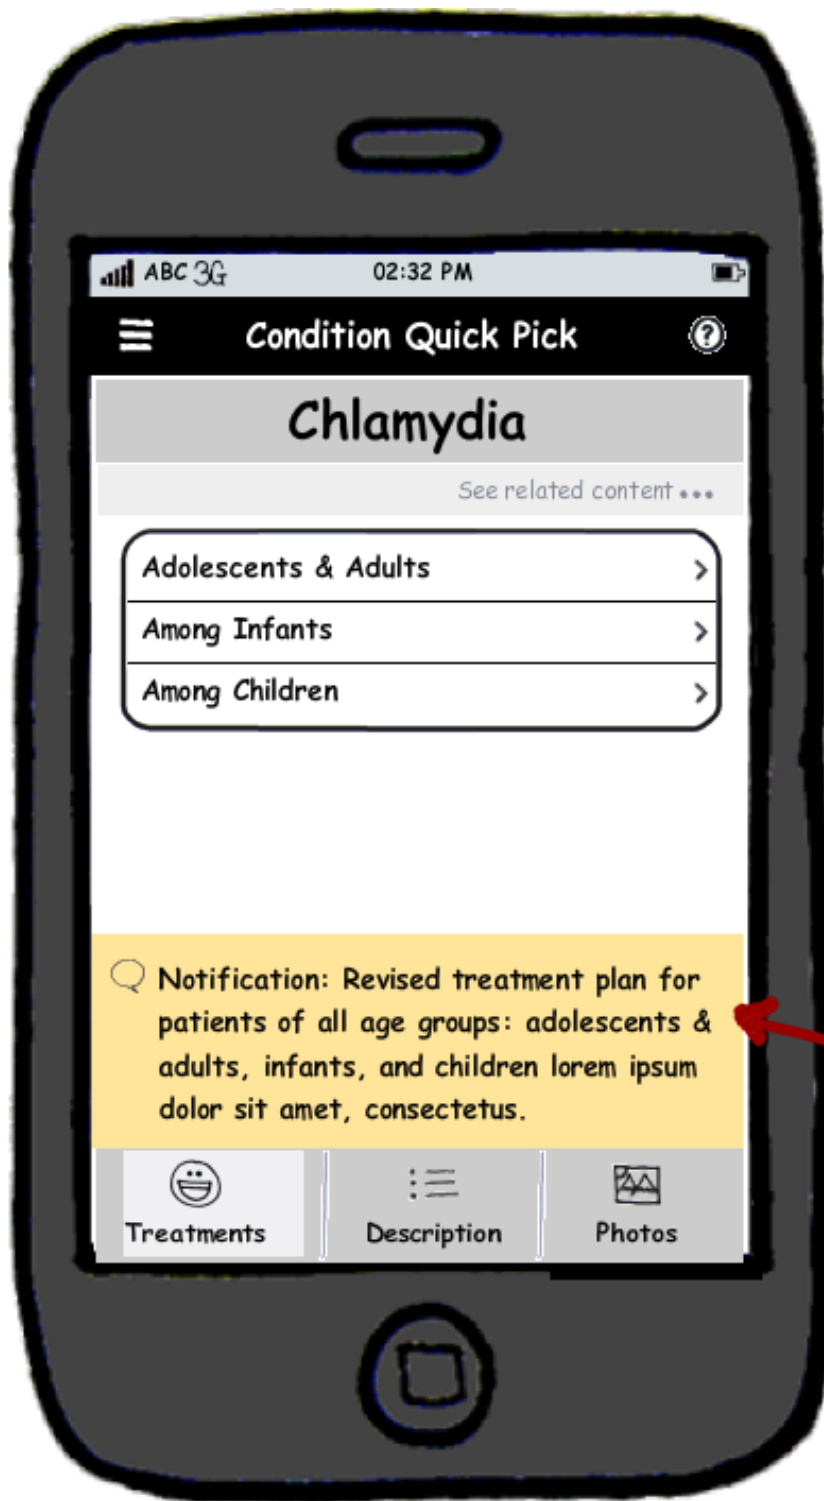 ABC 3G 02:32 PM
Condition Quick Pick ?
Chlamydia
See related content •••
Adolescents & Adults
Among Infants
Among Children
Notification: Revised treatment plan for
patients of all age groups: adolescents &
adults, infants, and children lorem ipsum
dolor sit amet, consectetus.
Treatments Description Photos